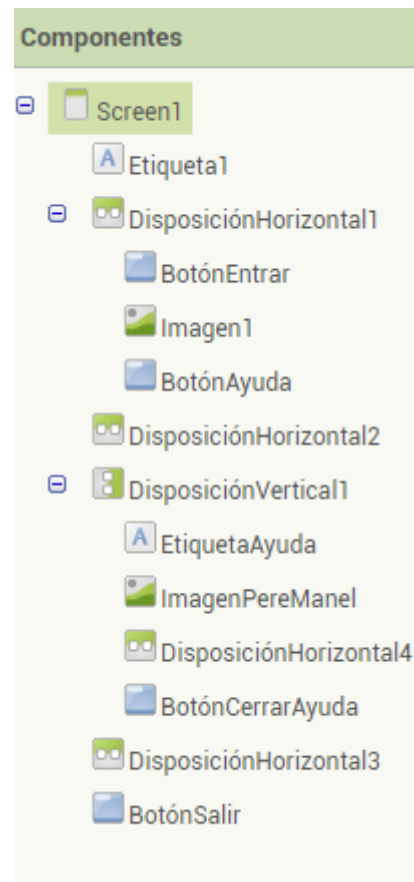 Componentes
Screen1
Etiqueta1
DisposiciónHorizontal1
BotónEntrar
Imagen1
BotónAyuda
DisposiciónHorizontal2
DisposiciónVertical1
EtiquetaAyuda
ImagenPereManel
DisposiciónHorizontal4
BotónCerrarAyuda
DisposiciónHorizontal3
BotónSalir